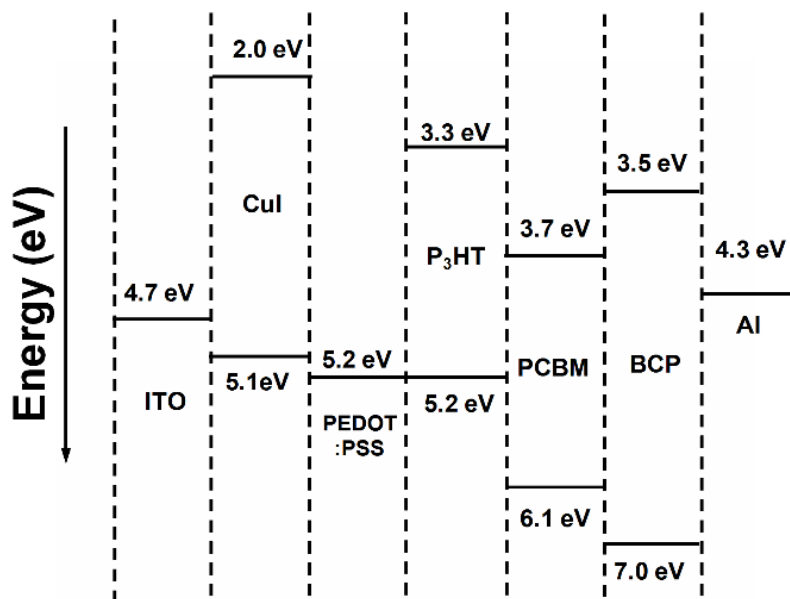 2.0 eV
3.3 eV
3.5 eV
CuI
3.7 eV
P3HT
4.3 eV
4.7 eV
Al
5.2 eV
PCBM
BCP
5.1eV
ITO
5.2 eV
PEDOT
:PSS
6.1 eV
7.0 eV
Energy (eV)